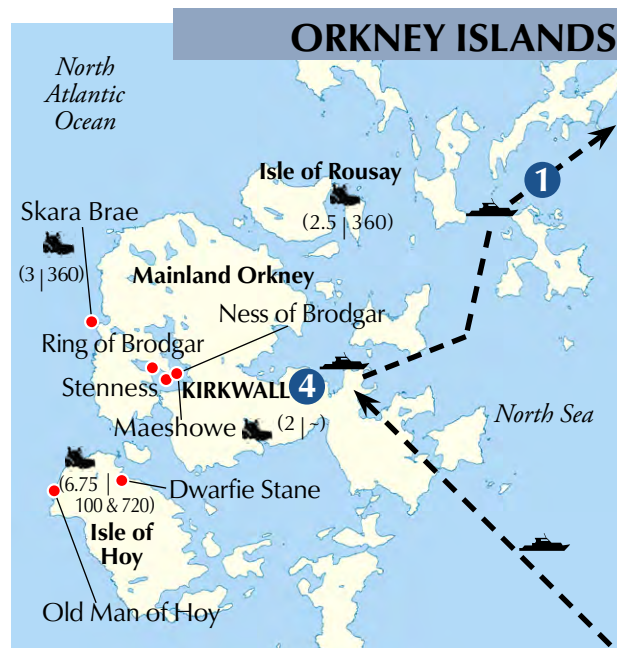 ORKNEY ISLANDS
North
Atlantic
Ocean
1
Isle of Rousay
(2.5 | 360)
Skara Brae
(3 | 360)
Mainland Orkney
Ness of Brodgar
Ring of Brodgar
Stenness
KIRKWALL 4
Maeshowe (2 | ~)
North Sea
(6.75 |
100 & 720)
Dwarfie Stane
Isle of
Hoy
Old Man of Hoy